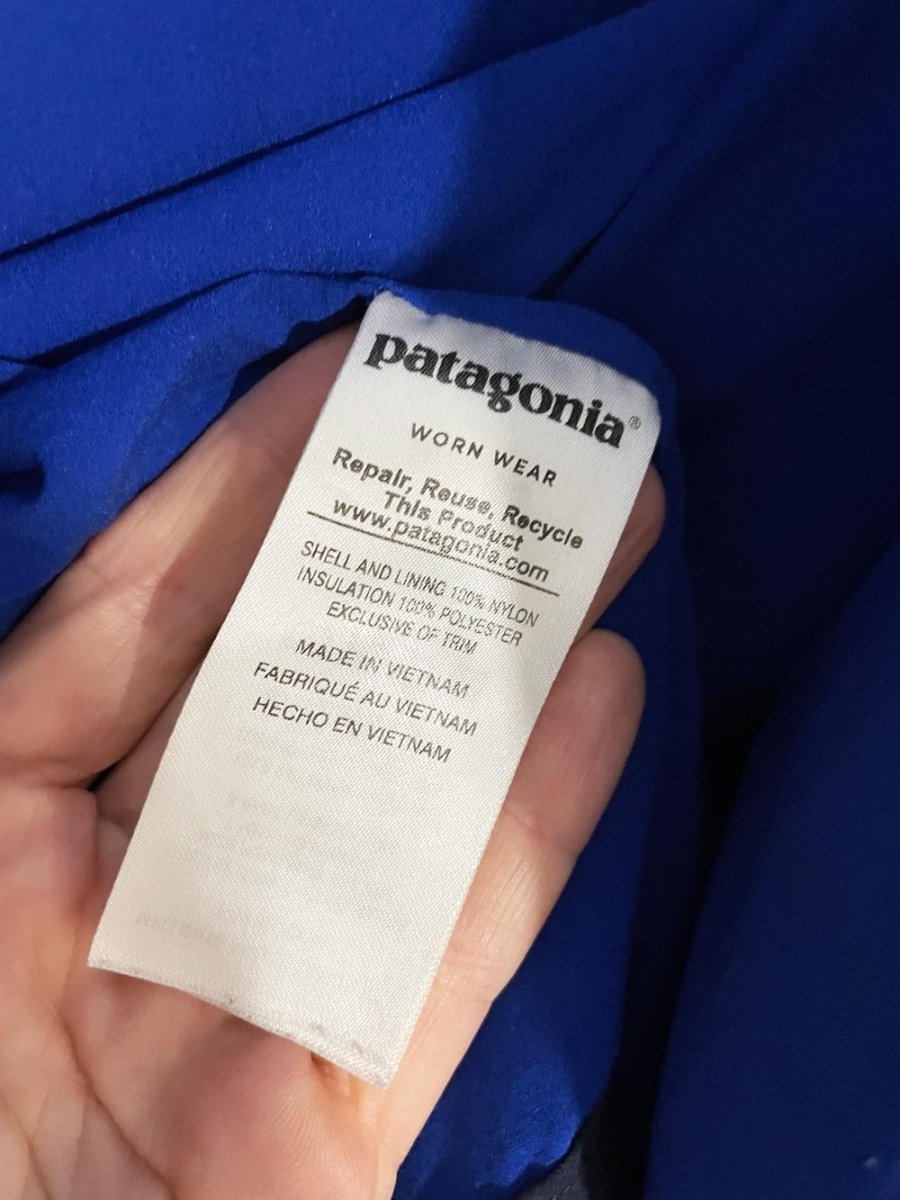 patagonia®
WORN WEAR
Repair, Reuse, Recycle
This Product
www.patagonia.com
SHELL AND LINING 100% NYLON
INSULATION 100% POLYESTER
EXCLUSIVE OF TRIM
MADE IN VIETNAM
FABRIQUÉ AU VIETNAM
HECHO EN VIETNAM